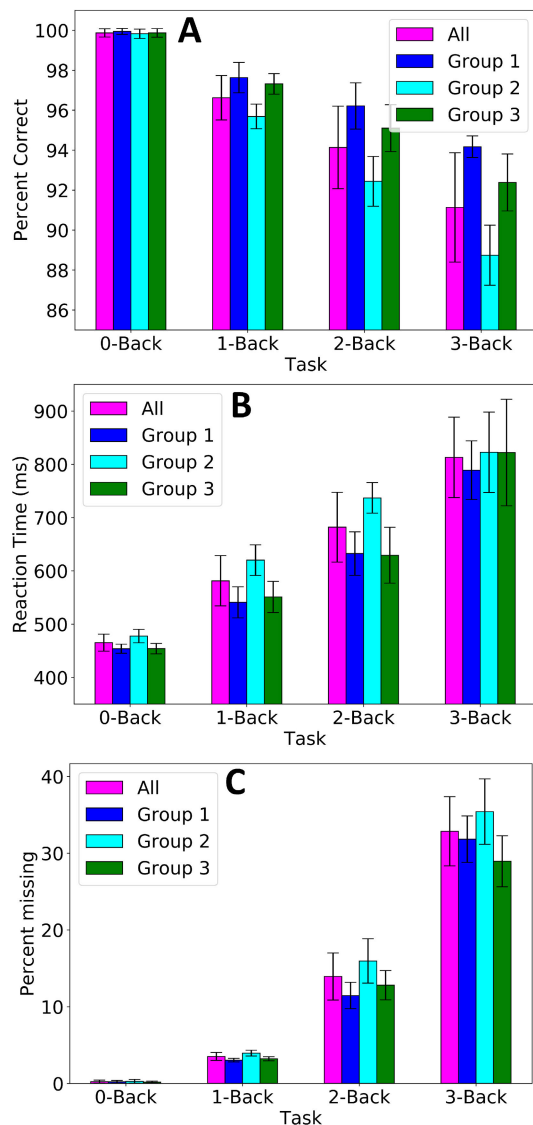 A
100
98
96
94
92
90
88
86
Percent Correct
All
Group 1
Group 2
Group 3
0-Back 1-Back 2-Back 3-Back
Task
B
900
800
700
600
500
400
Reaction Time (ms)
All
Group 1
Group 2
Group 3
0-Back 1-Back 2-Back 3-Back
Task
C
40
30
20
10
0
Percent missing
All
Group 1
Group 2
Group 3
0-Back 1-Back 2-Back 3-Back
Task